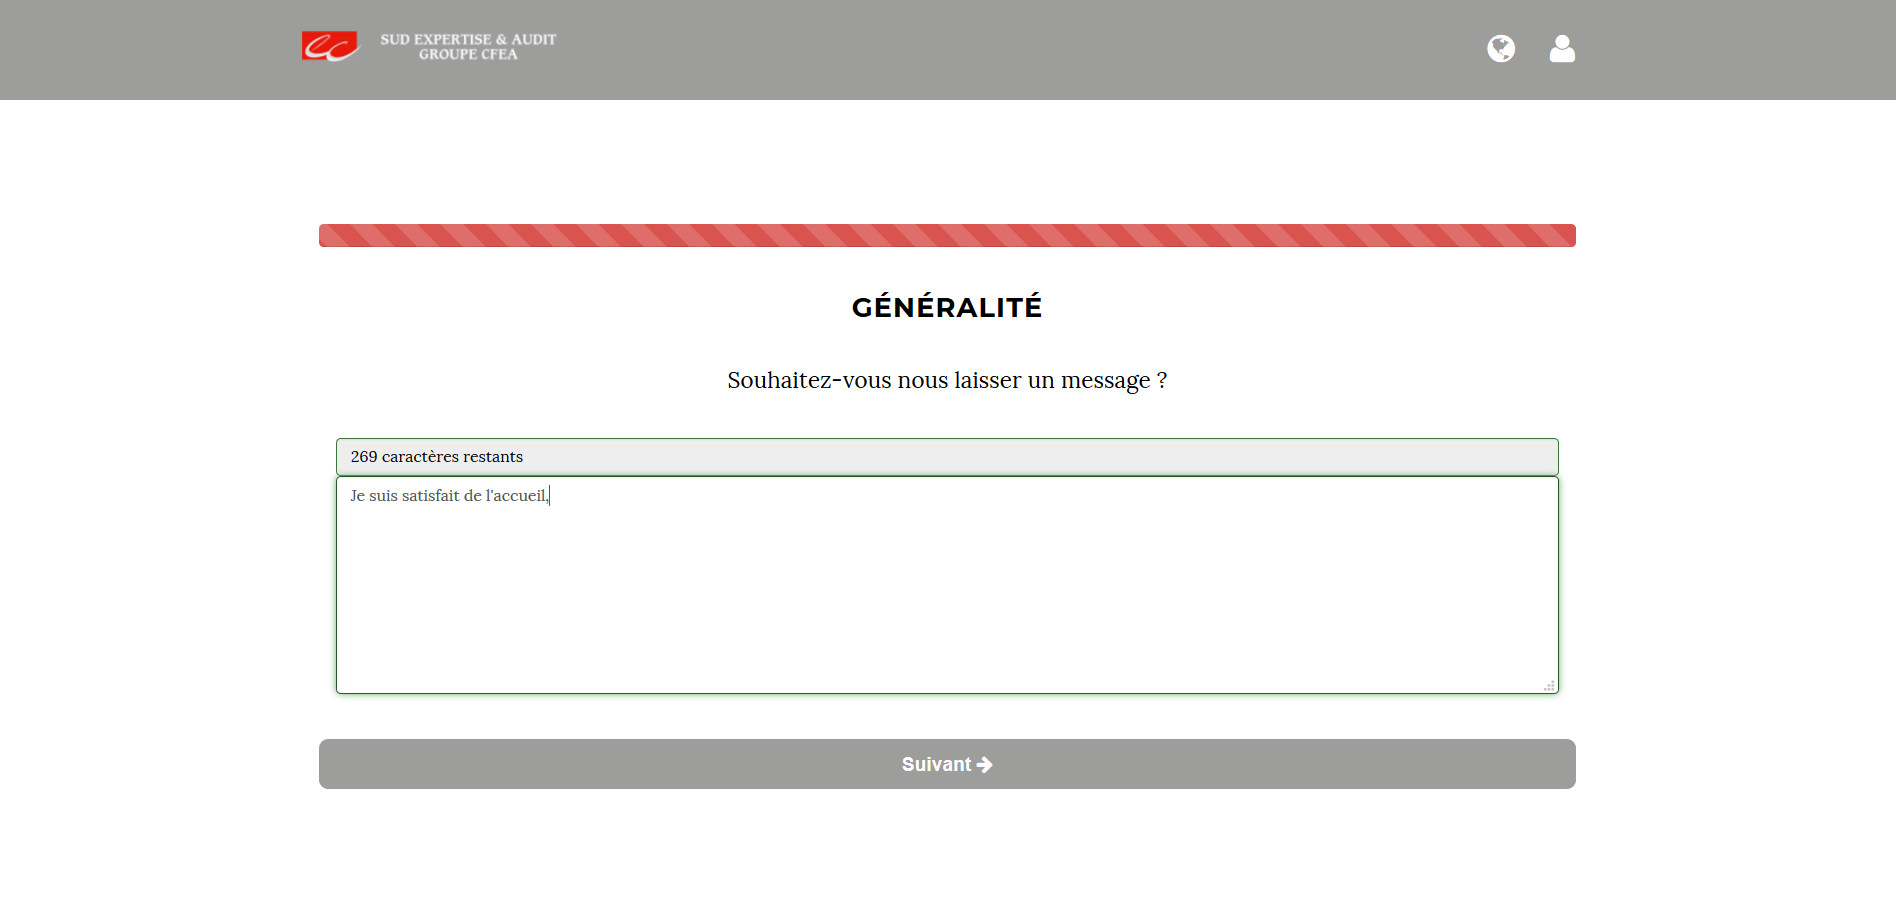 SUD EXPERTISE & AUDIT
GROUPE CFEA
GÉNÉRALITÉ
Souhaitez-vous nous laisser un message ?
269 caractères restants
Je suis satisfait de l'accueil,
Suivant